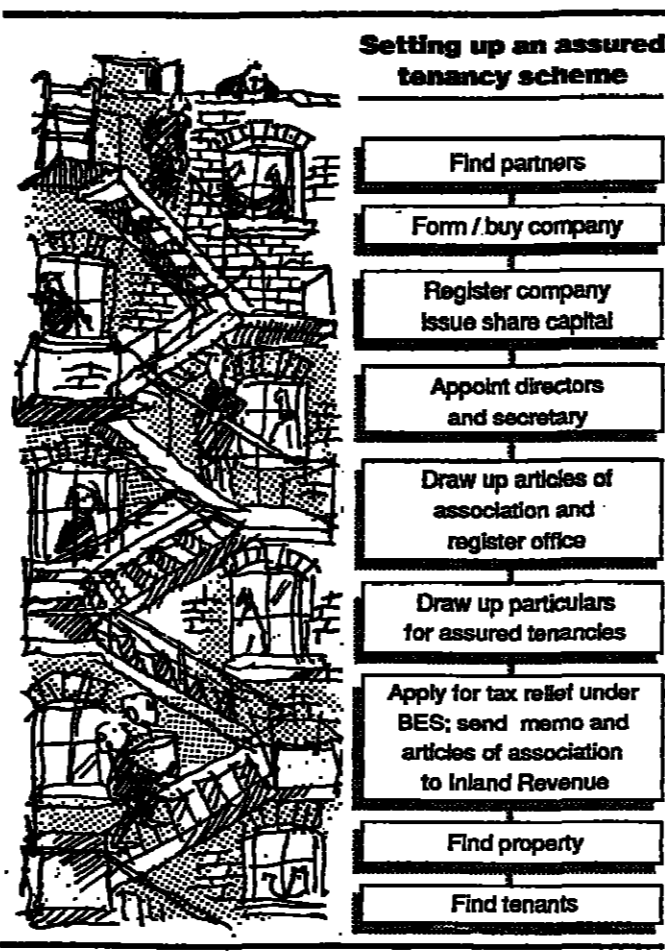 Setting up an assured
tenancy scheme
Find partners
Form / buy company
Register company
Issue share capital
Appoint directors
and secretary
Draw up articles of
association and
register office
Draw up particulars
for assured tenancies
Apply for tax relief under
BES; send memo and
articles of association
to Inland Revenue
Find property
Find tenants